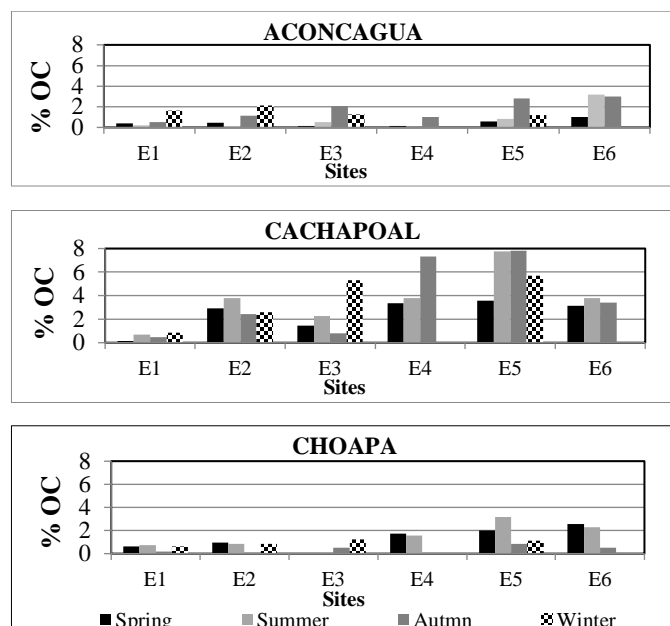 ACONCAGUA
8
6
4
2
0
% OC
E1 E2 E3 E4 E5 E6
Sites
CACHAPOAL
8
6
4
2
0
% OC
E1 E2 E3 E4 E5 E6
Sites
CHOAPA
8
6
4
2
0
% OC
E1 E2 E3 E4 E5 E6
Sites
Spring Summer Autmn Winter